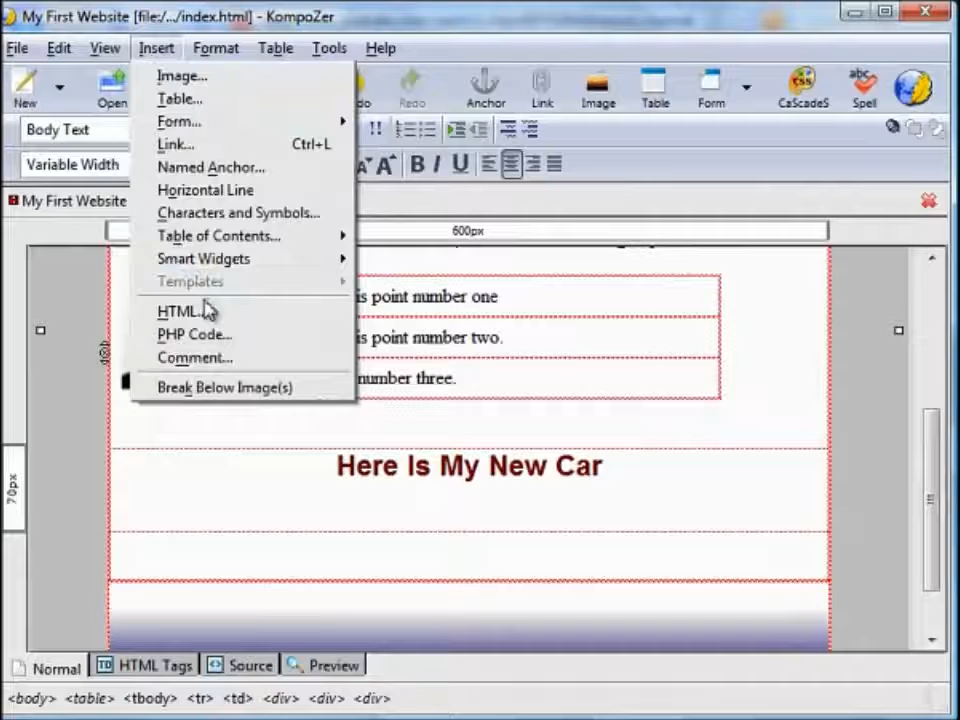 My First Website [file:/.../index.html] - KompoZer
File Edit View Insert Format Table Tools Help
New Open Redo Anchor Link Image Table Form CaScadeS Spell
Body Text
Variable Width
B I U
My First Website
600px
Image...
Table...
Form...
Link... Ctrl+L
Named Anchor...
Horizontal Line
Characters and Symbols...
Table of Contents...
Smart Widgets
Templates
HTML...
PHP Code...
Comment...
Break Below Image(s)
is point number one
is point number two.
number three.
Here Is My New Car
70px
Normal HTML Tags Source Preview
<body> <table> <tbody> <tr> <td> <div> <div> <div>